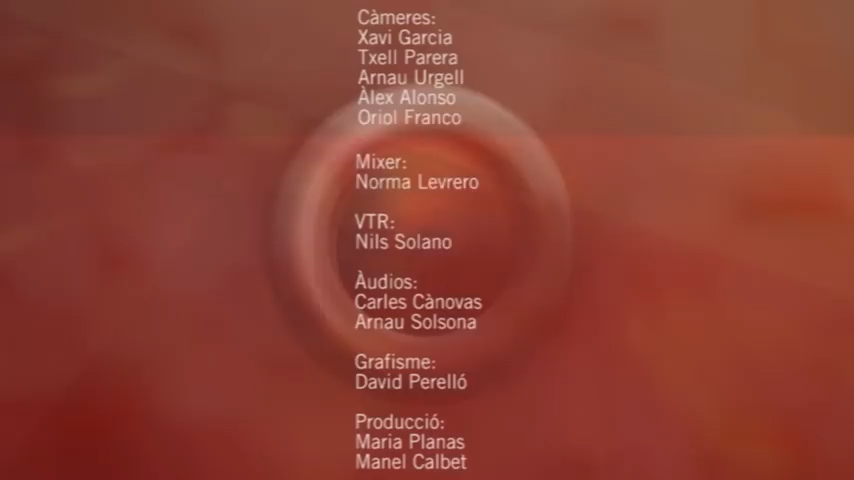 Càmeres:
Xavi Garcia
Txell Parera
Arnau Urgell
Àlex Alonso
Oriol Franco
Mixer:
Norma Levrero
VTR:
Nils Solano
Àudios:
Carles Cànovas
Arnau Solsona
Grafisme:
David Perelló
Producció:
Maria Planas
Manel Calbet